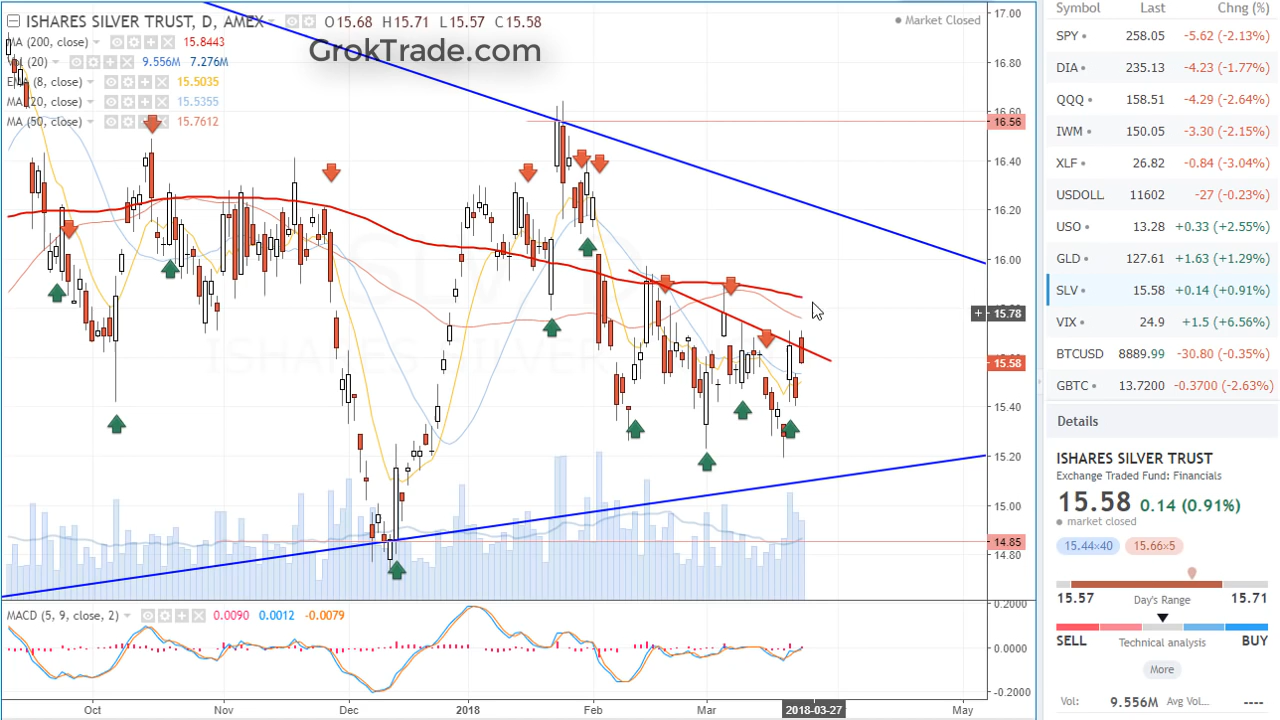 ISHARES SILVER TRUST, D, AMEX O15.68 H15.71 L15.57 C15.58
GrokTrade.com
MA (200, close) 15.8443
Vol (20) 9.556M 7.276M
EMA (8, close) 15.5035
MA (20, close) 15.5355
MA (50, close) 15.7612
Market Closed
17.00
16.80
16.60
16.56
16.40
16.20
16.00
15.78
15.58
15.40
15.20
15.00
14.85
14.80
MACD (5, 9, close, 2) 0.0090 0.0012 -0.0079
0.2000
0.0000
-0.2000
Oct Nov Dec 2018 Feb Mar 2018-03-27 May
Symbol Last Chng (%)
SPY 258.05 -5.62 (-2.13%)
DIA 235.13 -4.23 (-1.77%)
QQQ 158.51 -4.29 (-2.64%)
IWM 150.05 -3.30 (-2.15%)
XLF 26.82 -0.84 (-3.04%)
USDOLL 11602 -27 (-0.23%)
USO 13.28 +0.33 (+2.55%)
GLD 127.61 +1.63 (+1.29%)
SLV 15.58 +0.14 (+0.91%)
VIX 24.9 +1.5 (+6.56%)
BTCUSD 8889.99 -30.80 (-0.35%)
GBTC 13.7200 -0.3700 (-2.63%)
Details
ISHARES SILVER TRUST
Exchange Traded Fund: Financials
15.58 0.14 (0.91%)
market closed
15.44×40 15.66×5
15.57 Day's Range 15.71
SELL Technical analysis BUY
More
Vol: 9.556M Avg Vol... ----